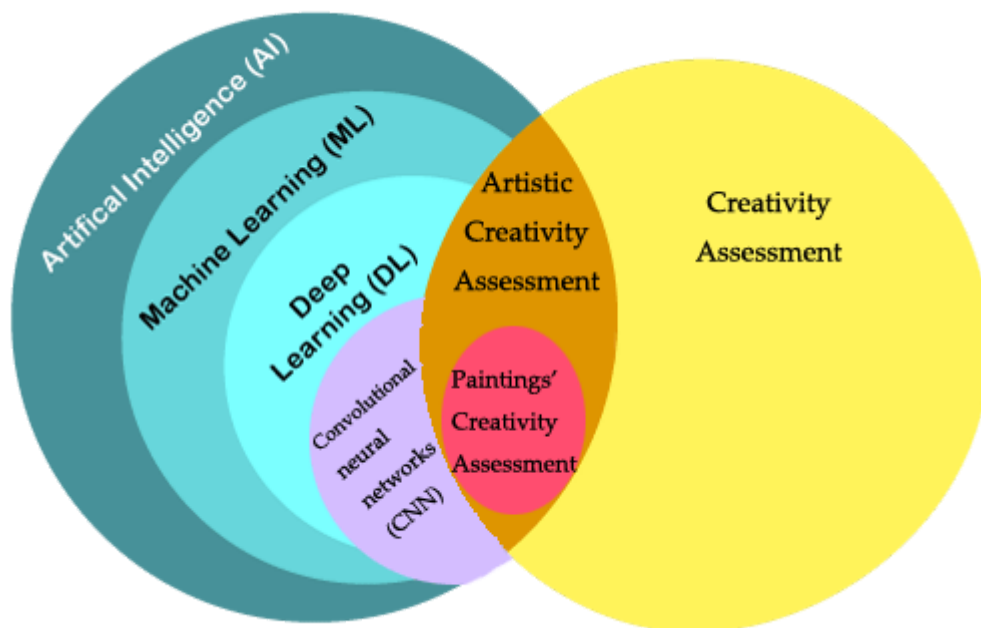 Artifical Intelligence (AI)
Machine Learning (ML)
Deep
Learning (DL)
Convolutional
neural
networks
(CNN)
Artistic
Creativity
Assessment
Paintings’
Creativity
Assessment
Creativity
Assessment